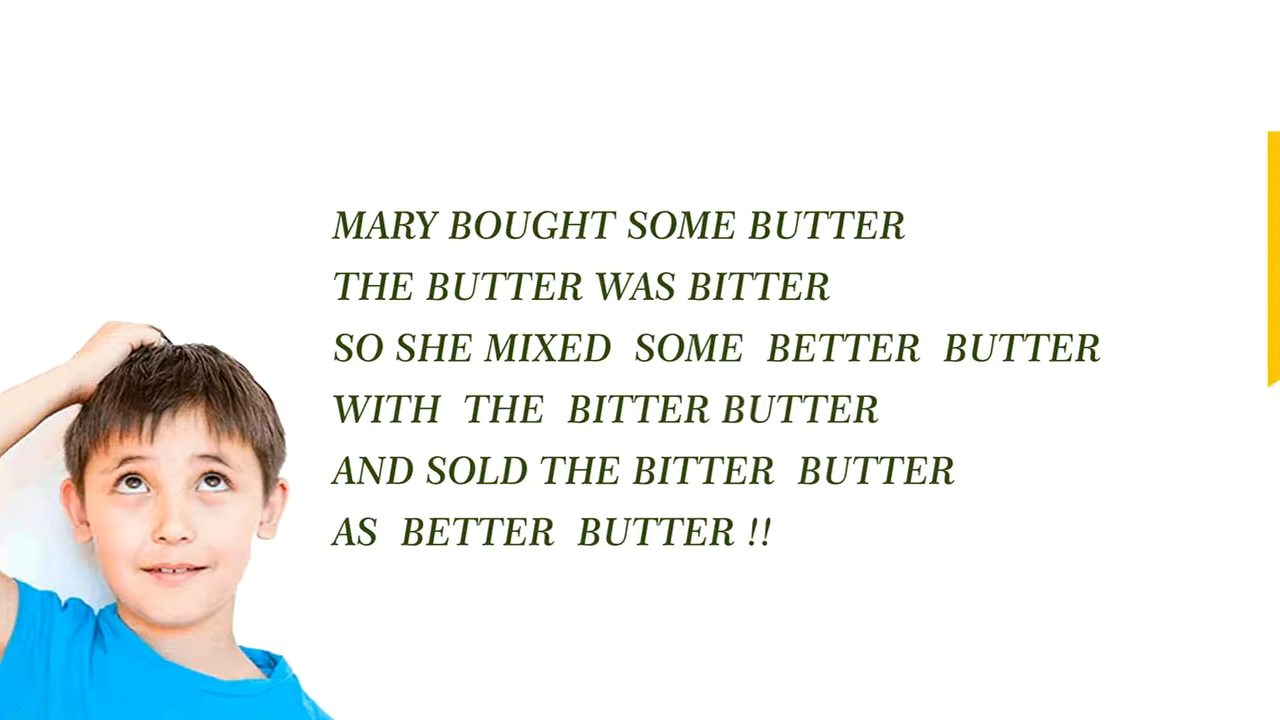 MARY BOUGHT SOME BUTTER
THE BUTTER WAS BITTER
SO SHE MIXED SOME BETTER BUTTER
WITH THE BITTER BUTTER
AND SOLD THE BITTER BUTTER
AS BETTER BUTTER !!